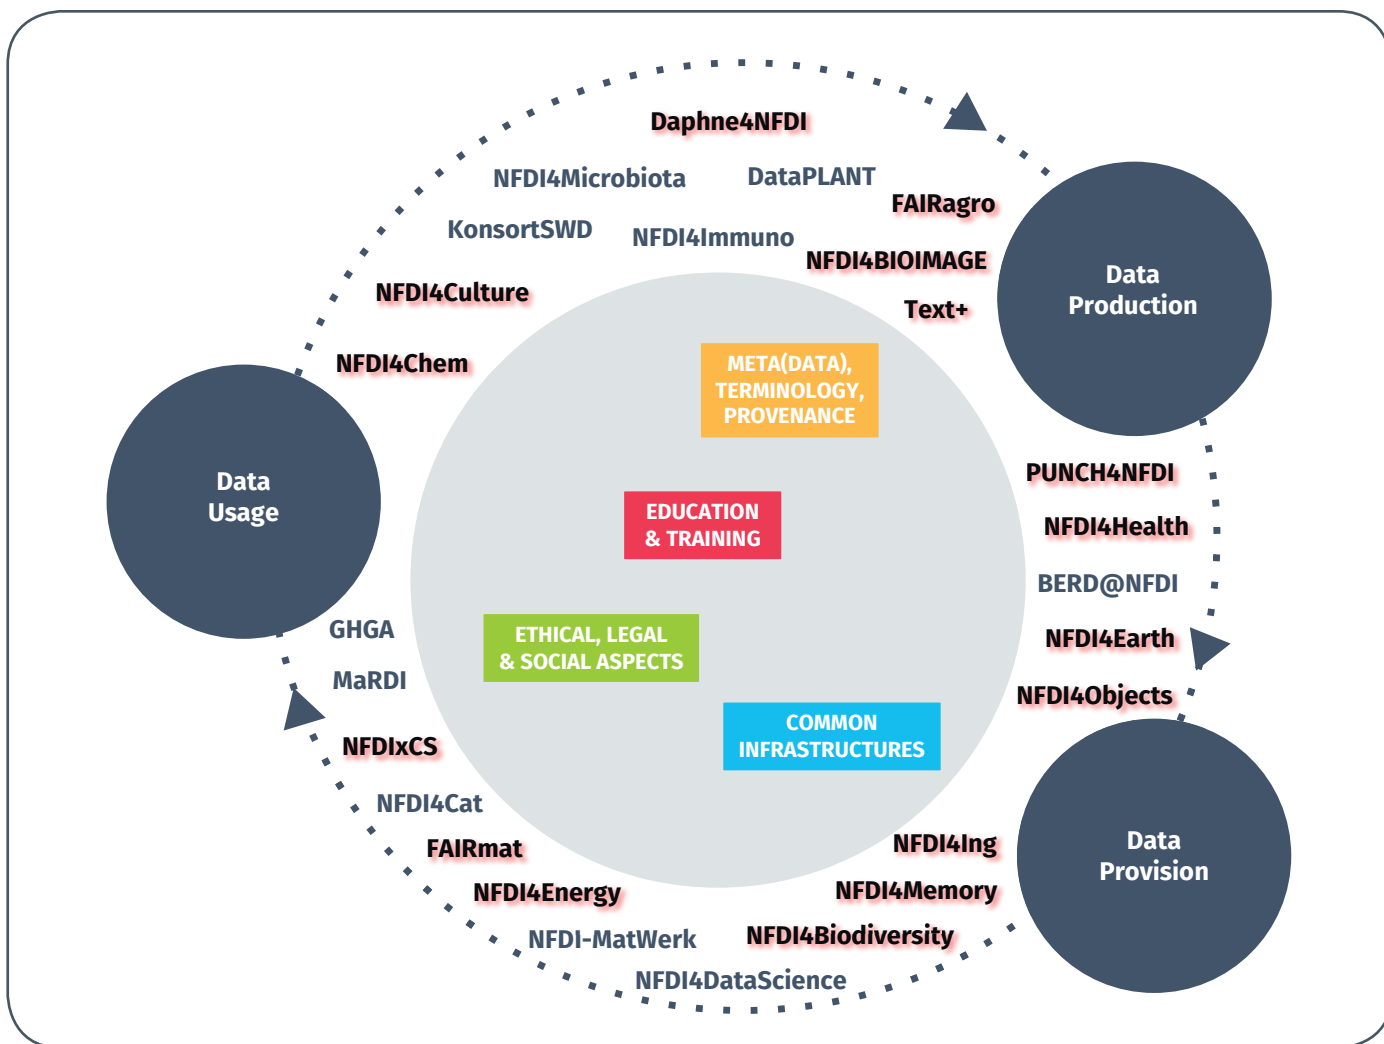 Daphne4NFDI
NFDI4Microbiota
DataPLANT
FAIRagro
KonsortSWD
NFDI4Immuno
NFDI4BIOIMAGE
NFDI4Culture
Text+
NFDI4Chem
Data
Production
META(DATA),
TERMINOLOGY,
PROVENANCE
Data
Usage
EDUCATION
& TRAINING
PUNCH4NFDI
NFDI4Health
BERD@NFDI
NFDI4Earth
NFDI4Objects
ETHICAL, LEGAL
& SOCIAL ASPECTS
GHGA
MaRDI
COMMON
INFRASTRUCTURES
NFDIxCS
NFDI4Cat
FAIRmat
NFDI4Energy
NFDI-MatWerk
NFDI4DataScience
NFDI4Ing
NFDI4Memory
NFDI4Biodiversity
Data
Provision